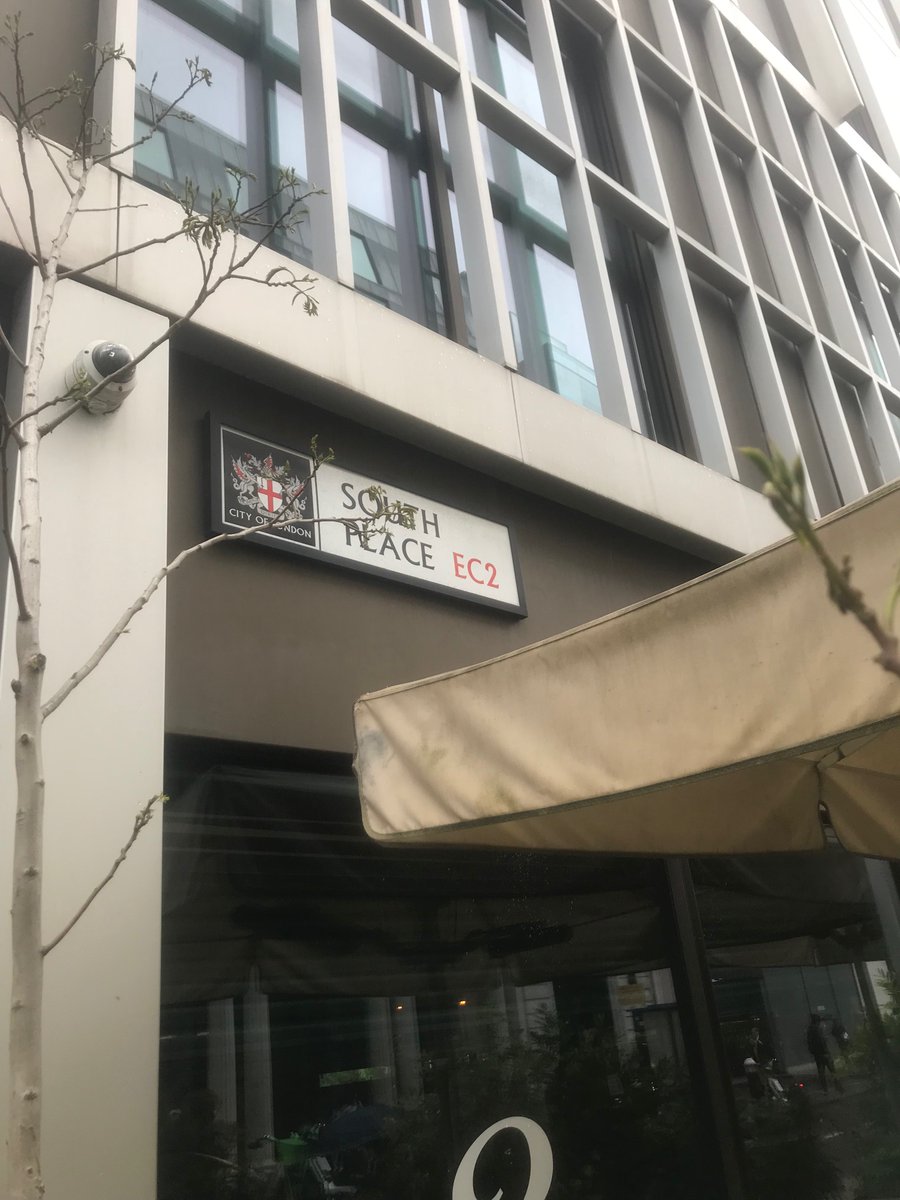 CITY OF LONDON
SOUTH
PLACE EC2